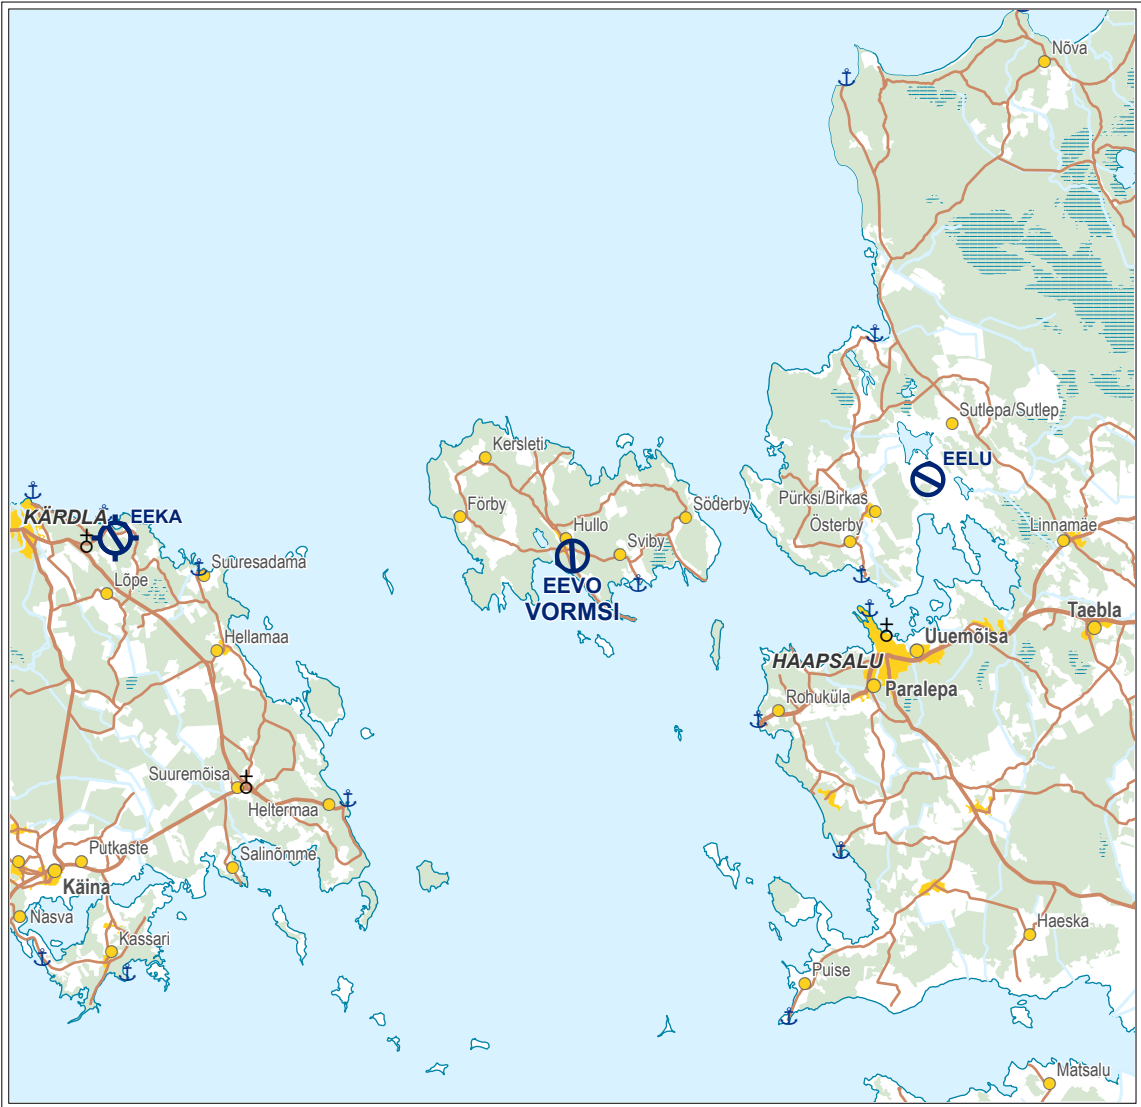 Nõva
Sutlepa/Sutlep
Kersleti
EELU
Pürksi/Birkas
Förby
Söderby
KÄRDLA
EEKA
Hullo
Österby
Linnamäe
Sviby
Suuresadama
Lõpe
EEVO
VORMSI
Taebla
Hellamaa
Uuemõisa
HAAPSALU
Paralepa
Rohuküla
Suuremõisa
Heltermaa
Putkaste
Salinõmme
Käina
Nasva
Haeska
Kassari
Puise
Matsalu